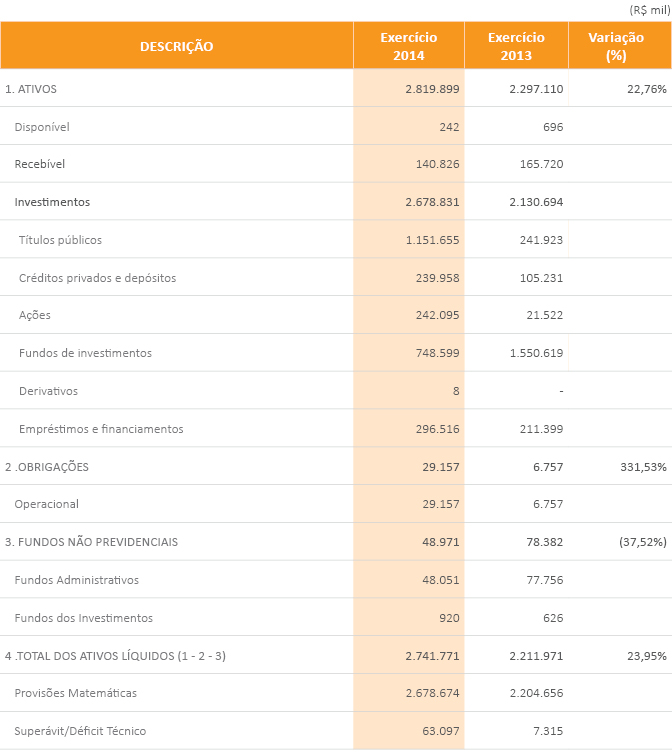 (R$ mil)
DESCRIÇÃO Exercício 2014 Exercício 2013 Variação (%)
1. ATIVOS 2.819.899 2.297.110 22,76%
Disponível 242 696
Recebível 140.826 165.720
Investimentos 2.678.831 2.130.694
Títulos públicos 1.151.655 241.923
Créditos privados e depósitos 239.958 105.231
Ações 242.095 21.522
Fundos de investimentos 748.599 1.550.619
Derivativos 8 -
Empréstimos e financiamentos 296.516 211.399
2 .OBRIGAÇÕES 29.157 6.757 331,53%
Operacional 29.157 6.757
3. FUNDOS NÃO PREVIDENCIAIS 48.971 78.382 (37,52%)
Fundos Administrativos 48.051 77.756
Fundos dos Investimentos 920 626
4 .TOTAL DOS ATIVOS LÍQUIDOS (1 - 2 - 3) 2.741.771 2.211.971 23,95%
Provisões Matemáticas 2.678.674 2.204.656
Superávit/Déficit Técnico 63.097 7.315